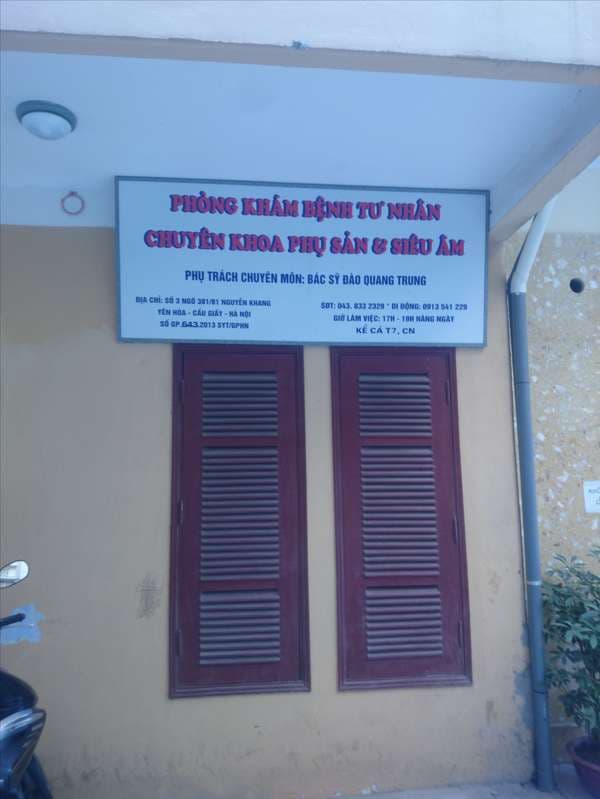 PHÒNG KHÁM BỆNH TƯ NHÂN
CHUYÊN KHOA PHỤ SẢN & SIÊU ÂM
PHỤ TRÁCH CHUYÊN MÔN: BÁC SỸ ĐÀO QUANG TRUNG
ĐỊA CHỈ: SỐ 3 NGÕ 381/81 NGUYỄN KHANG
YÊN HÒA - CẦU GIẤY - HÀ NỘI
SỐ GP.643.2013 SYT/GPHN
SĐT: 043. 833 2329 * DI ĐỘNG: 0913 541 229
GIỜ LÀM VIỆC: 17H - 19H HÀNG NGÀY
KỂ CẢ T7, CN